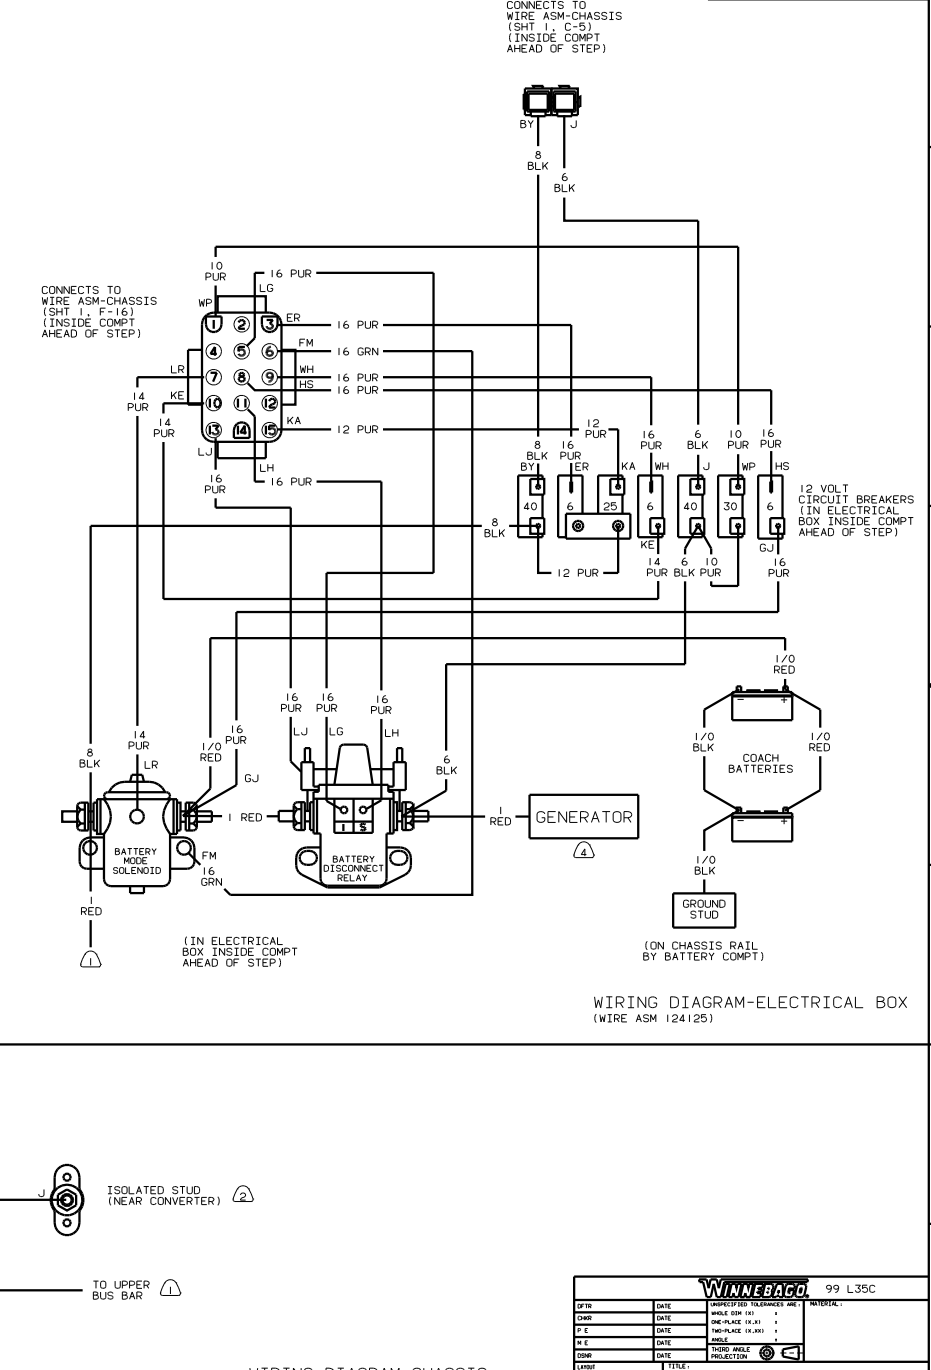 CONNECTS TO
WIRE ASM-CHASSIS
(SHT 1, C-5)
(INSIDE COMPT
AHEAD OF STEP)
BY J
8
BLK
6
BLK
CONNECTS TO
WIRE ASM-CHASSIS
(SHT 1, F-16)
(INSIDE COMPT
AHEAD OF STEP)
10
PUR
16 PUR
LG
WP
ER
16 PUR
FM
16 GRN
WH
16 PUR
HS
16 PUR
KA
12 PUR
1 2 3
4 5 6
7 8 9
10 11 12
13 14 15
LR
KE
14
PUR
14
PUR
LJ
LH
16
PUR
16 PUR
12
PUR
8
BLK
16
PUR
16
PUR
6
BLK
10
PUR
16
PUR
BY ER KA WH J WP HS
40 6 25 6 40 30 6
12 VOLT
CIRCUIT BREAKERS
(IN ELECTRICAL
BOX INSIDE COMPT
AHEAD OF STEP)
8
BLK
KE
GJ
12 PUR
14
PUR
6
BLK
10
PUR
16
PUR
1/0
RED
16
PUR
16
PUR
16
PUR
LJ LG LH
8
BLK
14
PUR
LR
1/0
RED
16
PUR
GJ
6
BLK
- +
1/0
BLK
1/0
RED
COACH
BATTERIES
- +
1 RED
1
RED
GENERATOR
4
1 S
BATTERY
MODE
SOLENOID
BATTERY
DISCONNECT
RELAY
FM
16
GRN
1/0
BLK
1
RED
1
GROUND
STUD
(IN ELECTRICAL
BOX INSIDE COMPT
AHEAD OF STEP)
(ON CHASSIS RAIL
BY BATTERY COMPT)
WIRING DIAGRAM-ELECTRICAL BOX
(WIRE ASM 124125)
J
ISOLATED STUD
(NEAR CONVERTER)
2
TO UPPER
BUS BAR
1
WIRING DIAGRAM-CHASSIS
WINNEBAGO 99 L35C
DFTR DATE
CHKR DATE
P E DATE
M E DATE
DSNR DATE
LAYOUT
UNSPECIFIED TOLERANCES ARE:
WHOLE DIM (X) ±
ONE-PLACE (X.X) ±
TWO-PLACE (X.XX) ±
ANGLE ±
THIRD ANGLE
PROJECTION
MATERIAL:
TITLE: